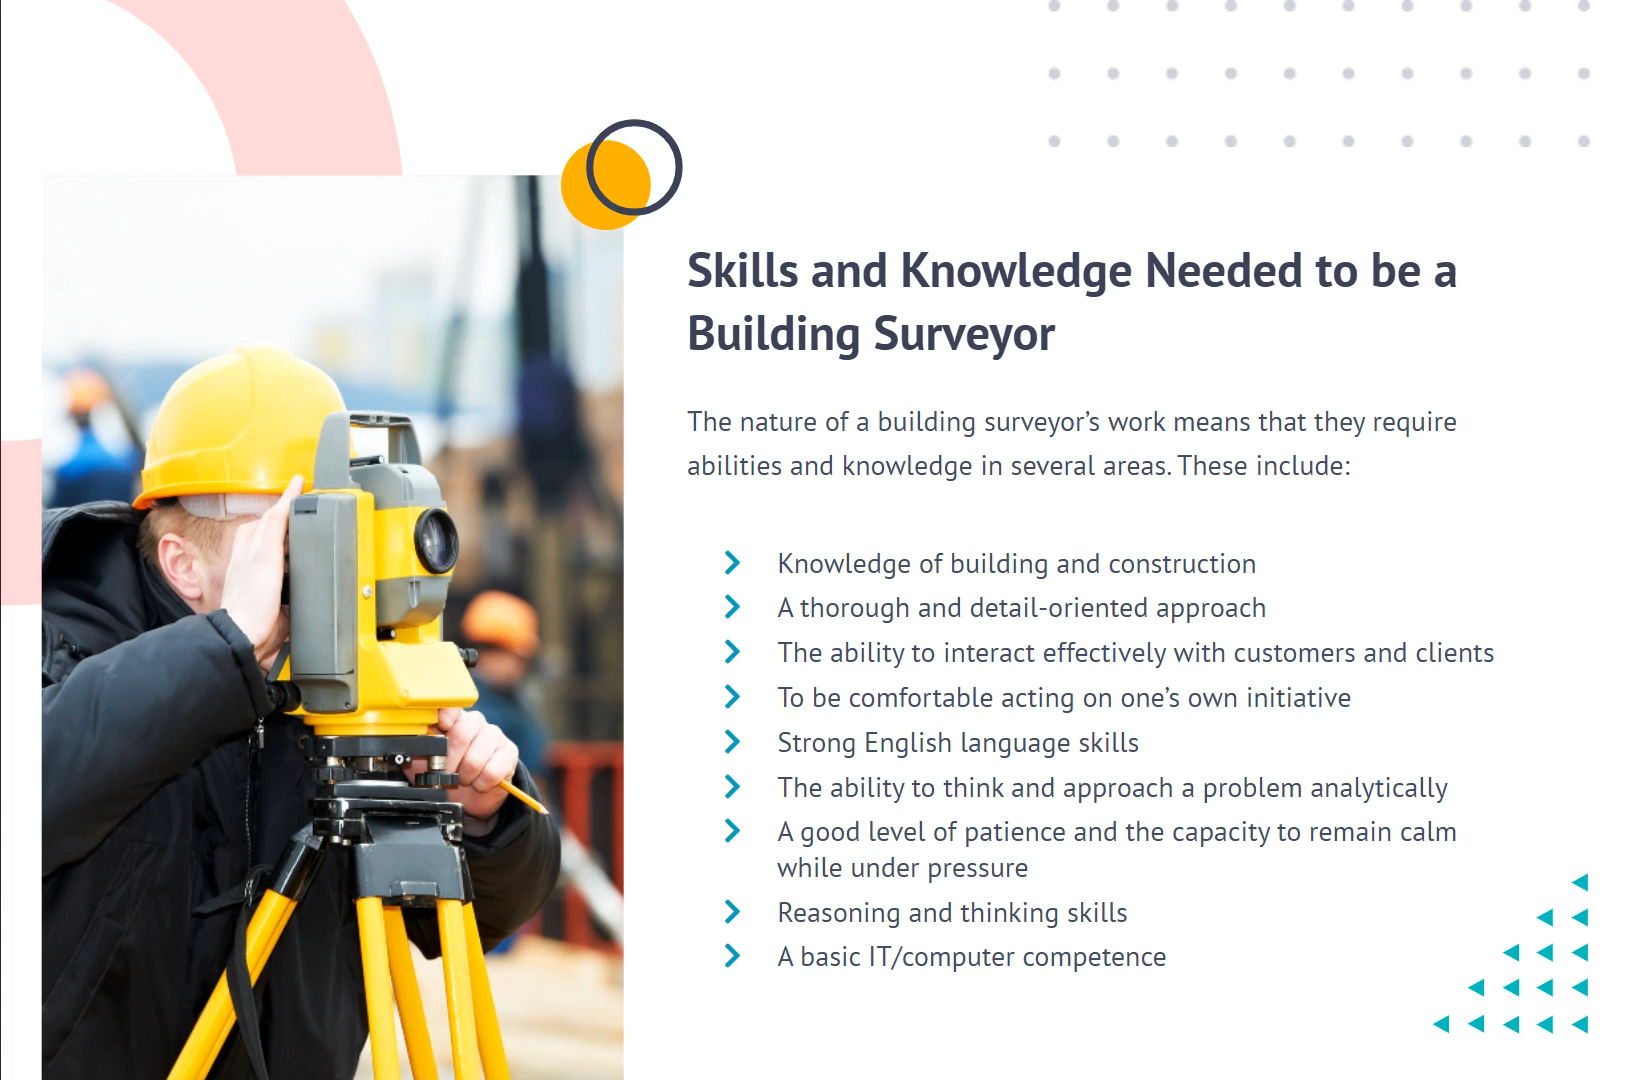 Skills and Knowledge Needed to be a
Building Surveyor
The nature of a building surveyor’s work means that they require
abilities and knowledge in several areas. These include:
Knowledge of building and construction
A thorough and detail-oriented approach
The ability to interact effectively with customers and clients
To be comfortable acting on one’s own initiative
Strong English language skills
The ability to think and approach a problem analytically
A good level of patience and the capacity to remain calm
while under pressure
Reasoning and thinking skills
A basic IT/computer competence